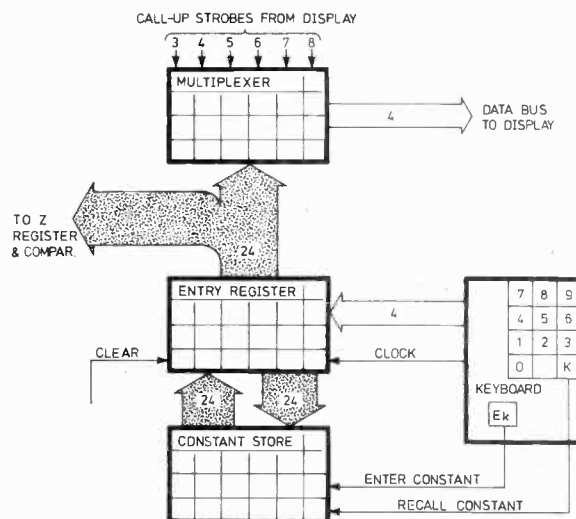 CALL-UP STROBES FROM DISPLAY
3 4 5 6 7 8
MULTIPLEXER
4
DATA BUS
TO DISPLAY
TO Z
REGISTER
& COMPAR.
24
ENTRY REGISTER
4
7 8 9
4 5 6
1 2 3
0 K
CLEAR
CLOCK
KEYBOARD
24
24
Ek
CONSTANT STORE
ENTER CONSTANT
RECALL CONSTANT